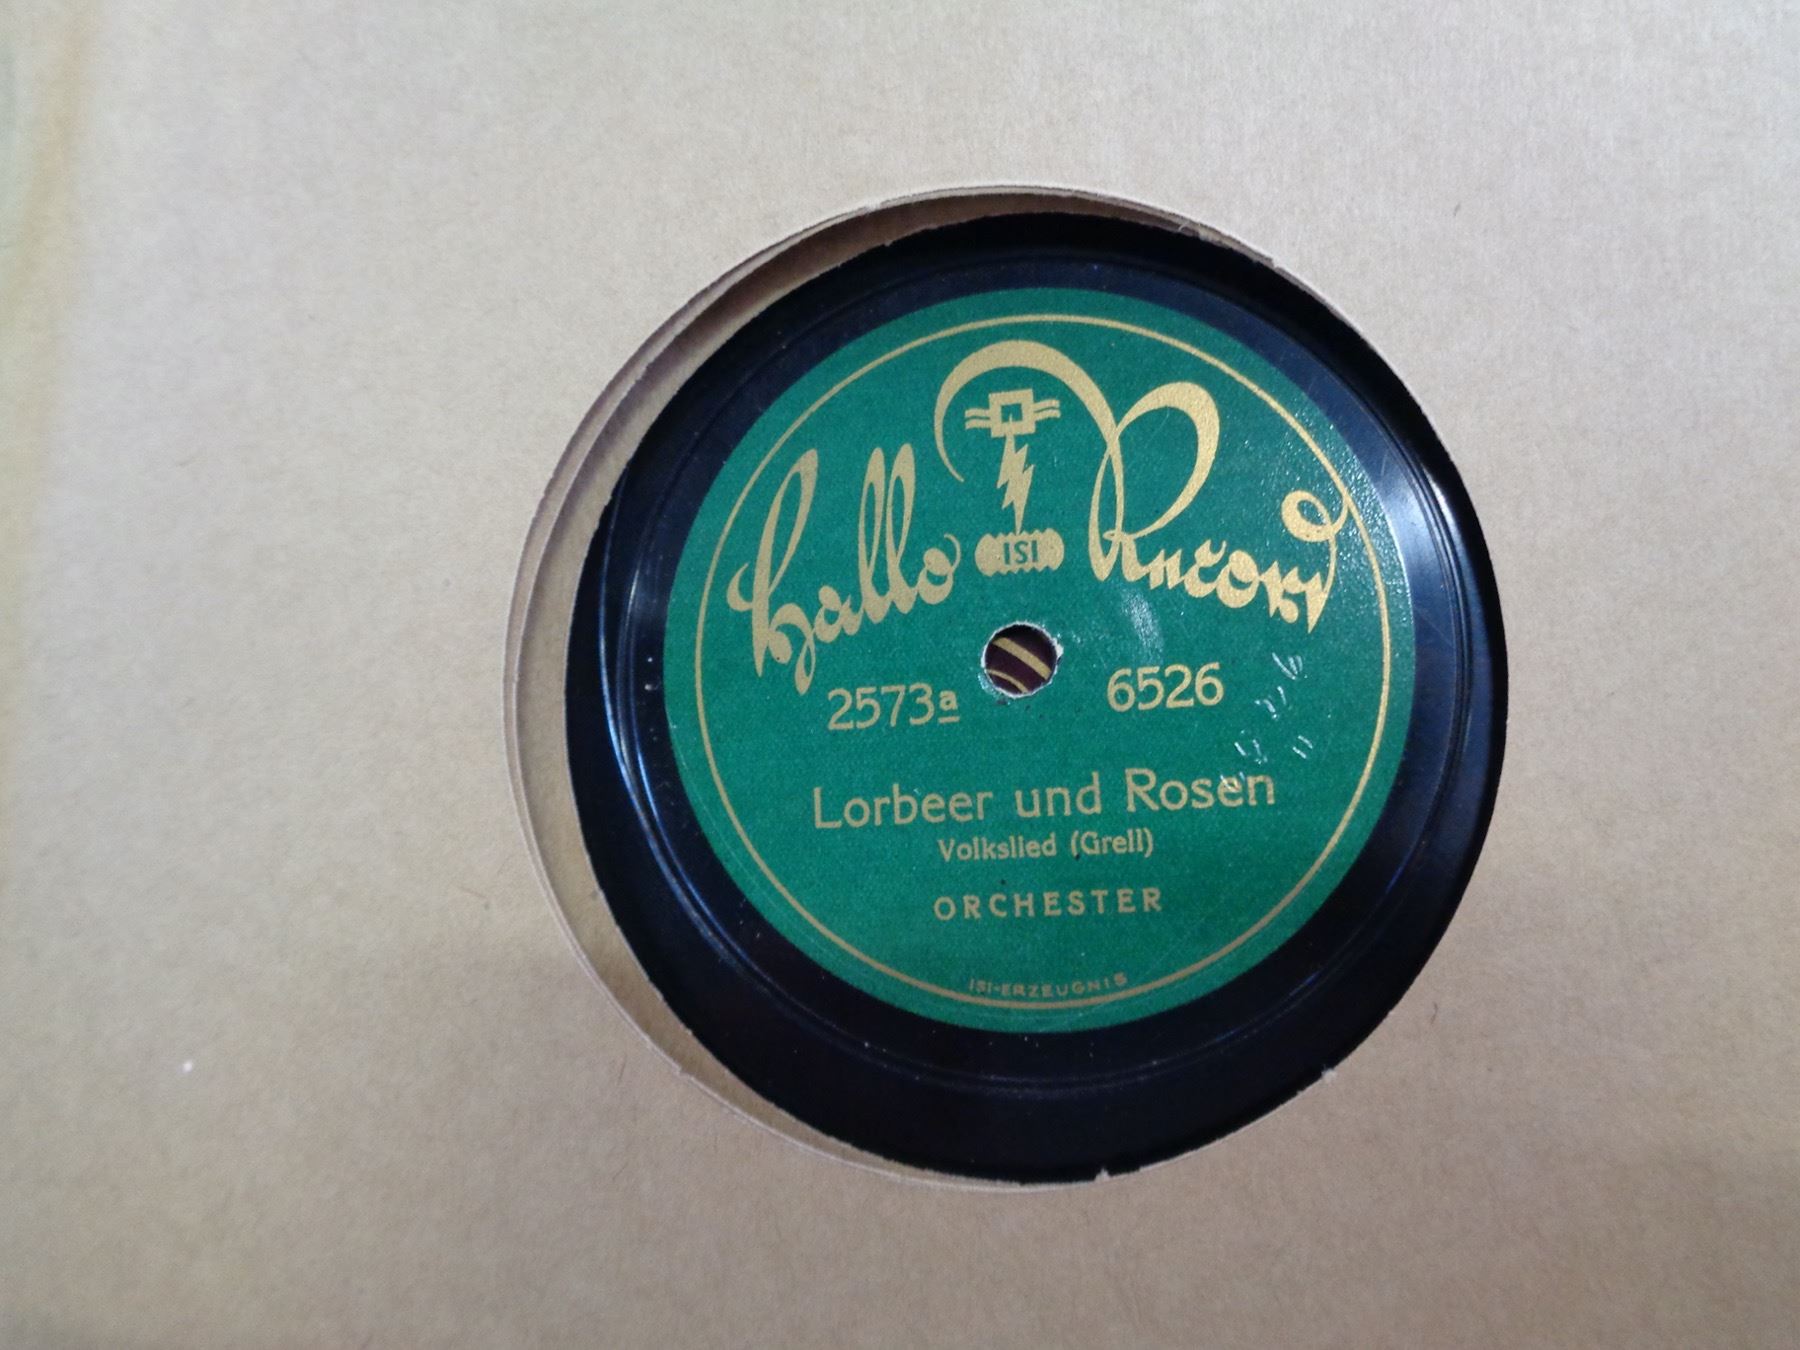 Hallo Record
ISI
2573a 6526
Lorbeer und Rosen
Volkslied (Grell)
ORCHESTER
ISI-ERZEUGNIS